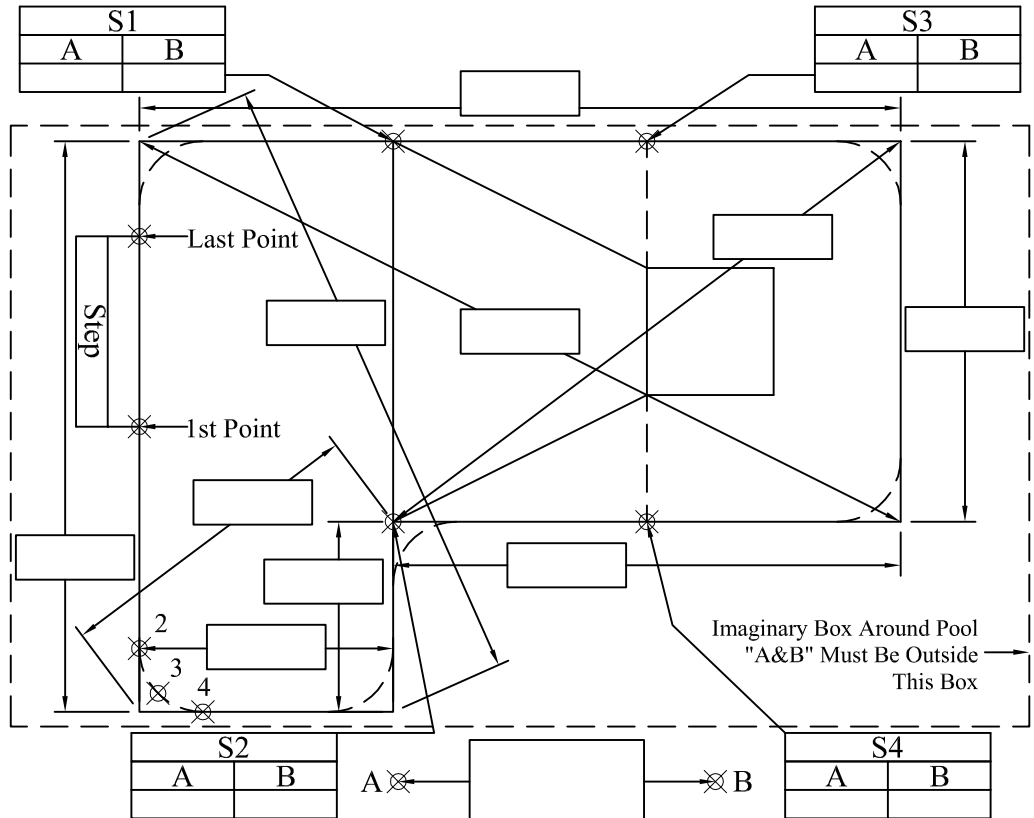 S1
A B
S3
A B
Last Point
Step
1st Point
2
3
4
Imaginary Box Around Pool
"A&B" Must Be Outside
This Box
S2
A B
A
B
S4
A B